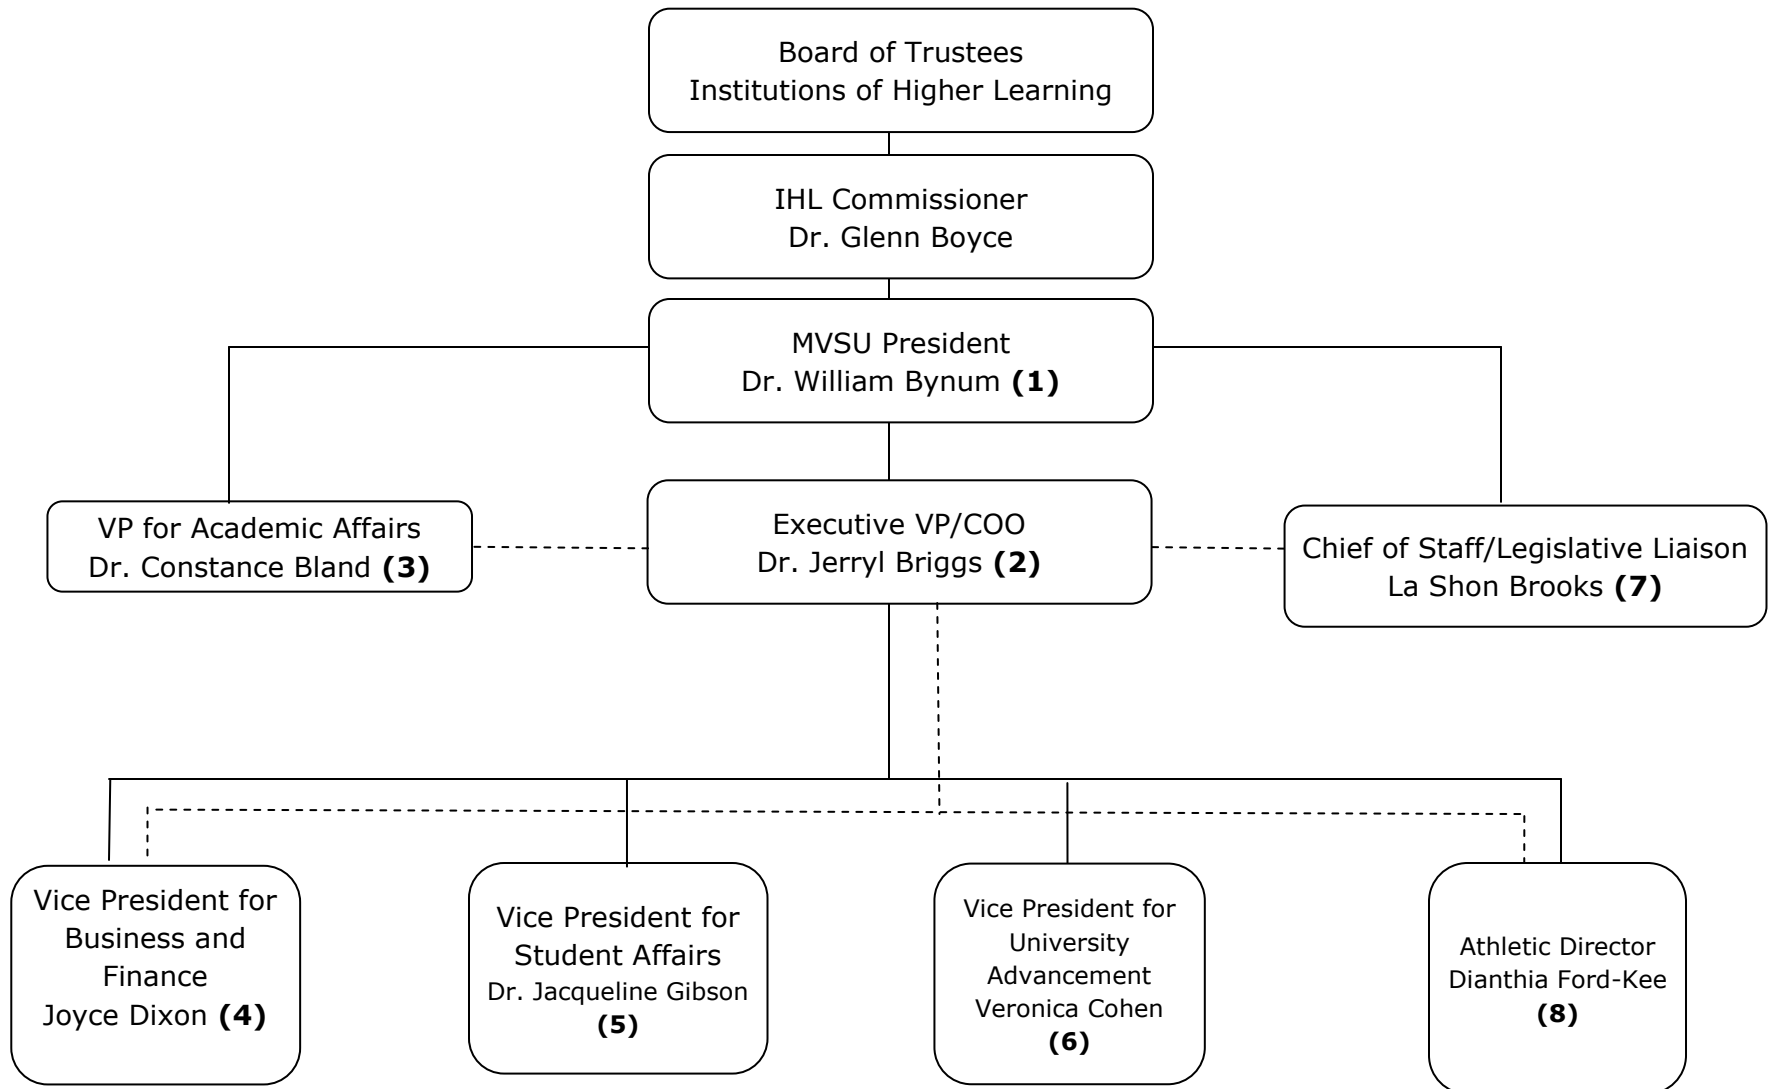 Board of Trustees
Institutions of Higher Learning
IHL Commissioner
Dr. Glenn Boyce
MVSU President
Dr. William Bynum (1)
VP for Academic Affairs
Dr. Constance Bland (3)
Executive VP/COO
Dr. Jerryl Briggs (2)
Chief of Staff/Legislative Liaison
La Shon Brooks (7)
Vice President for
Business and
Finance
Joyce Dixon (4)
Vice President for
Student Affairs
Dr. Jacqueline Gibson
(5)
Vice President for
University
Advancement
Veronica Cohen
(6)
Athletic Director
Dianthia Ford-Kee
(8)